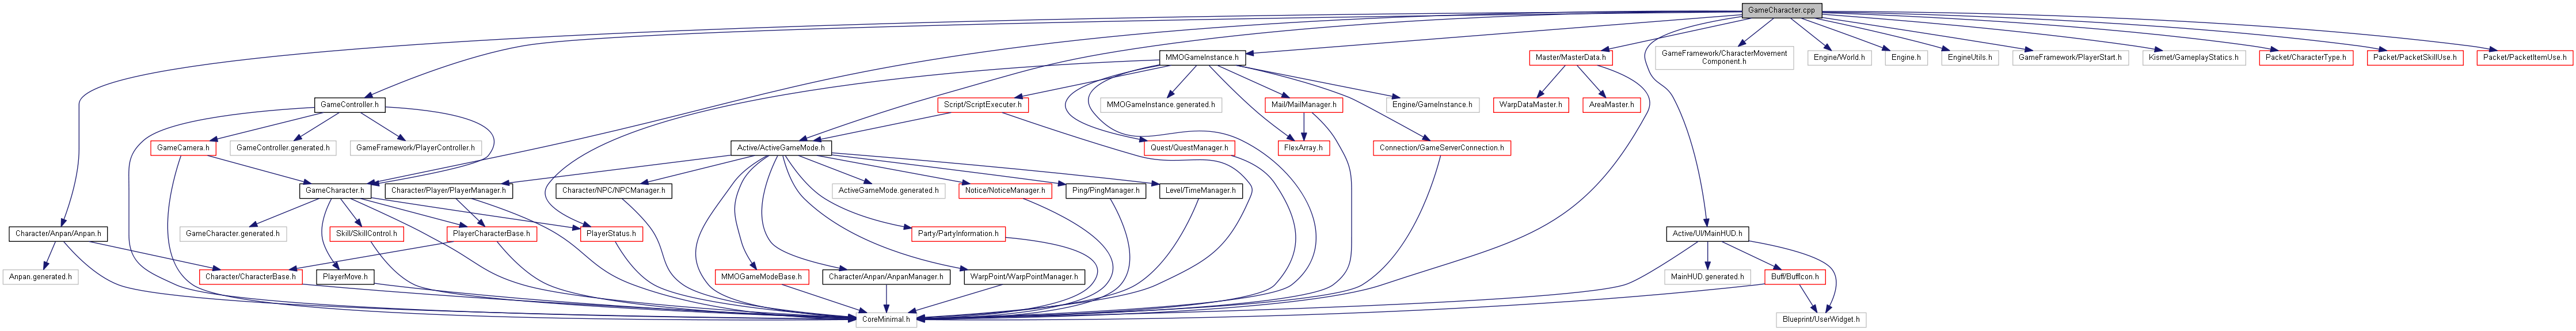 GameCharacter.cpp
MMOGameInstance.h
Master/MasterData.h
GameFramework/CharacterMovement
Component.h
Engine/World.h
Engine.h
EngineUtils.h
GameFramework/PlayerStart.h
Kismet/GameplayStatics.h
Packet/CharacterType.h
Packet/PacketSkillUse.h
Packet/PacketItemUse.h
GameController.h
Script/ScriptExecuter.h
MMOGameInstance.generated.h
Mail/MailManager.h
Engine/GameInstance.h
WarpDataMaster.h
AreaMaster.h
GameCamera.h
GameController.generated.h
GameFramework/PlayerController.h
Active/ActiveGameMode.h
Quest/QuestManager.h
FlexArray.h
Connection/GameServerConnection.h
GameCharacter.h
Character/Player/PlayerManager.h
Character/NPC/NPCManager.h
ActiveGameMode.generated.h
Notice/NoticeManager.h
Ping/PingManager.h
Level/TimeManager.h
Character/Anpan/Anpan.h
GameCharacter.generated.h
Skill/SkillControl.h
PlayerCharacterBase.h
PlayerStatus.h
Party/PartyInformation.h
Active/UI/MainHUD.h
Anpan.generated.h
Character/CharacterBase.h
PlayerMove.h
MMOGameModeBase.h
Character/Anpan/AnpanManager.h
WarpPoint/WarpPointManager.h
MainHUD.generated.h
Buff/BuffIcon.h
CoreMinimal.h
Blueprint/UserWidget.h